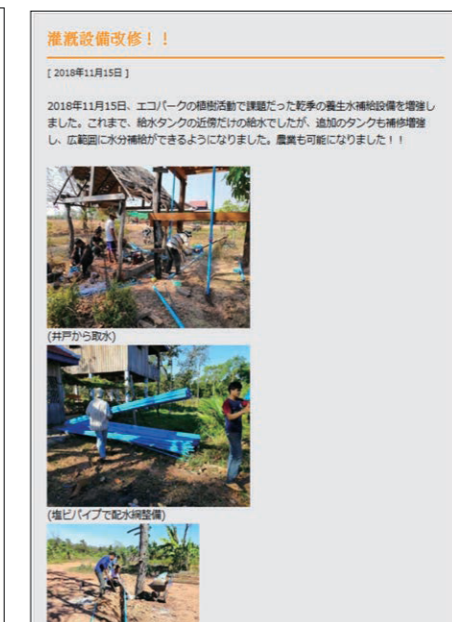 灌漑設備改修！！
[ 2018年11月15日 ]
2018年11月15日、エコパークの植樹活動で課題だった乾季の養生水補給設備を増強し
ました。これまで、給水タンクの近傍だけの給水でしたが、追加のタンクも補修増強
し、広範囲に水分補給ができるようになりました。農業も可能になりました！！
(井戸から取水)
(塩ビパイプで配水網整備)